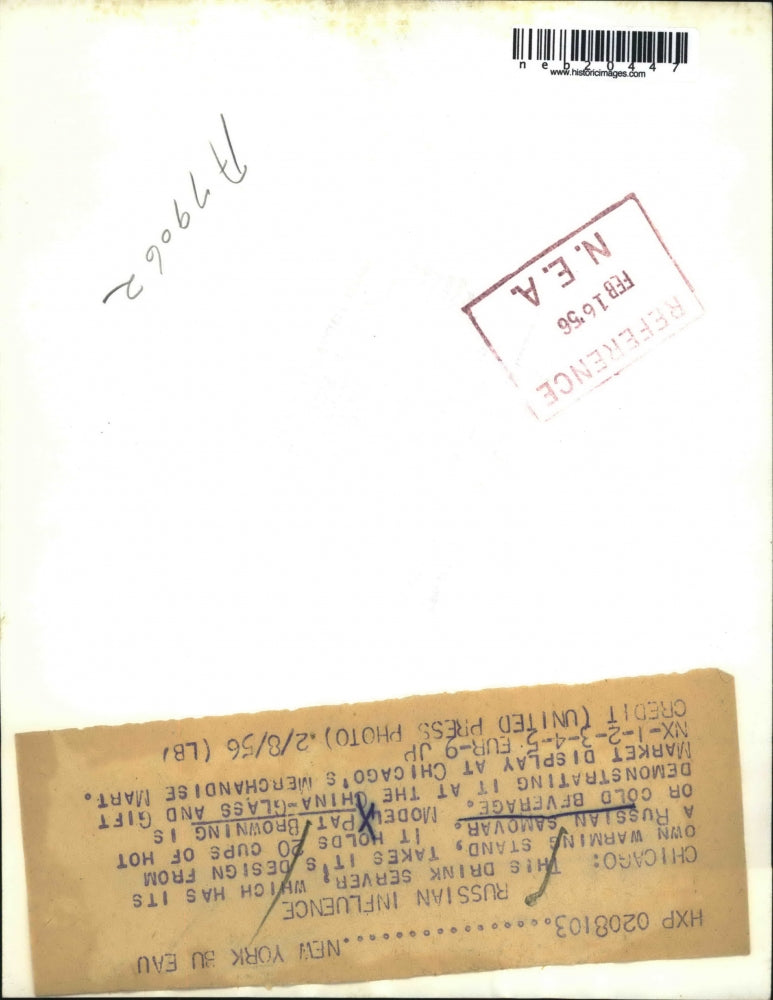 neb20447
www.historicimages.com
A79062
REFERENCE
FEB 16 '56
N.E.A.
HXP 0208103....................NEW YORK BU EAU
RUSSIAN INFLUENCE
CHICAGO: THIS DRINK SERVER, WHICH HAS ITS
OWN WARMING STAND, TAKES IT'S DESIGN FROM
A RUSSIAN SAMOVAR. IT HOLDS 20 CUPS OF HOT
OR COLD BEVERAGE. MODEL PAT BROWNING IS
DEMONSTRATING IT AT THE CHINA-GLASS AND GIFT
MARKET DISPLAY AT CHICAGO'S MERCHANDISE MART.
NX-1-2-3-4-5 EUR-9 JP
CREDIT (UNITED PRESS PHOTO) 2/8/56 (LB)